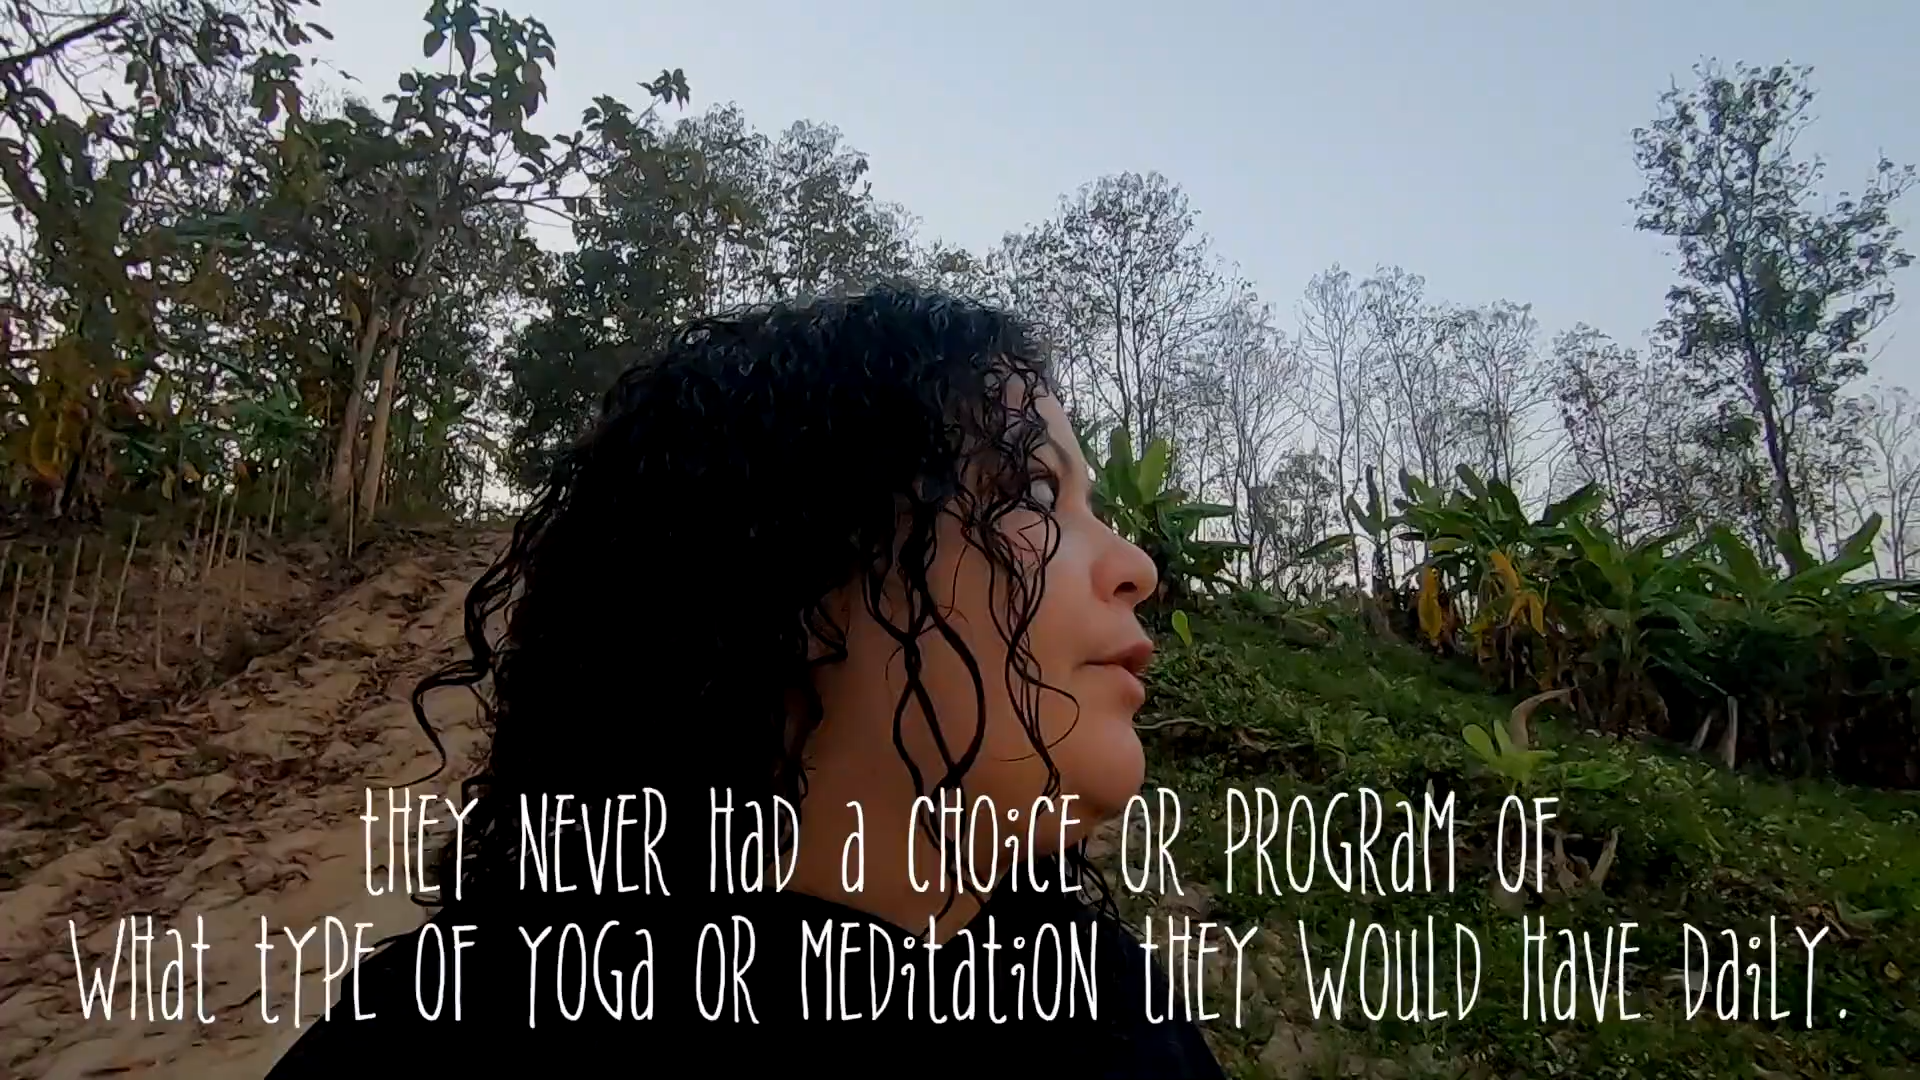 tHEY NEVER HaD a CHOiCE OR PROGRaM OF
WHat tYPE OF YOGa OR MEDitatiON tHEY WOULD HaVE DaiLY.